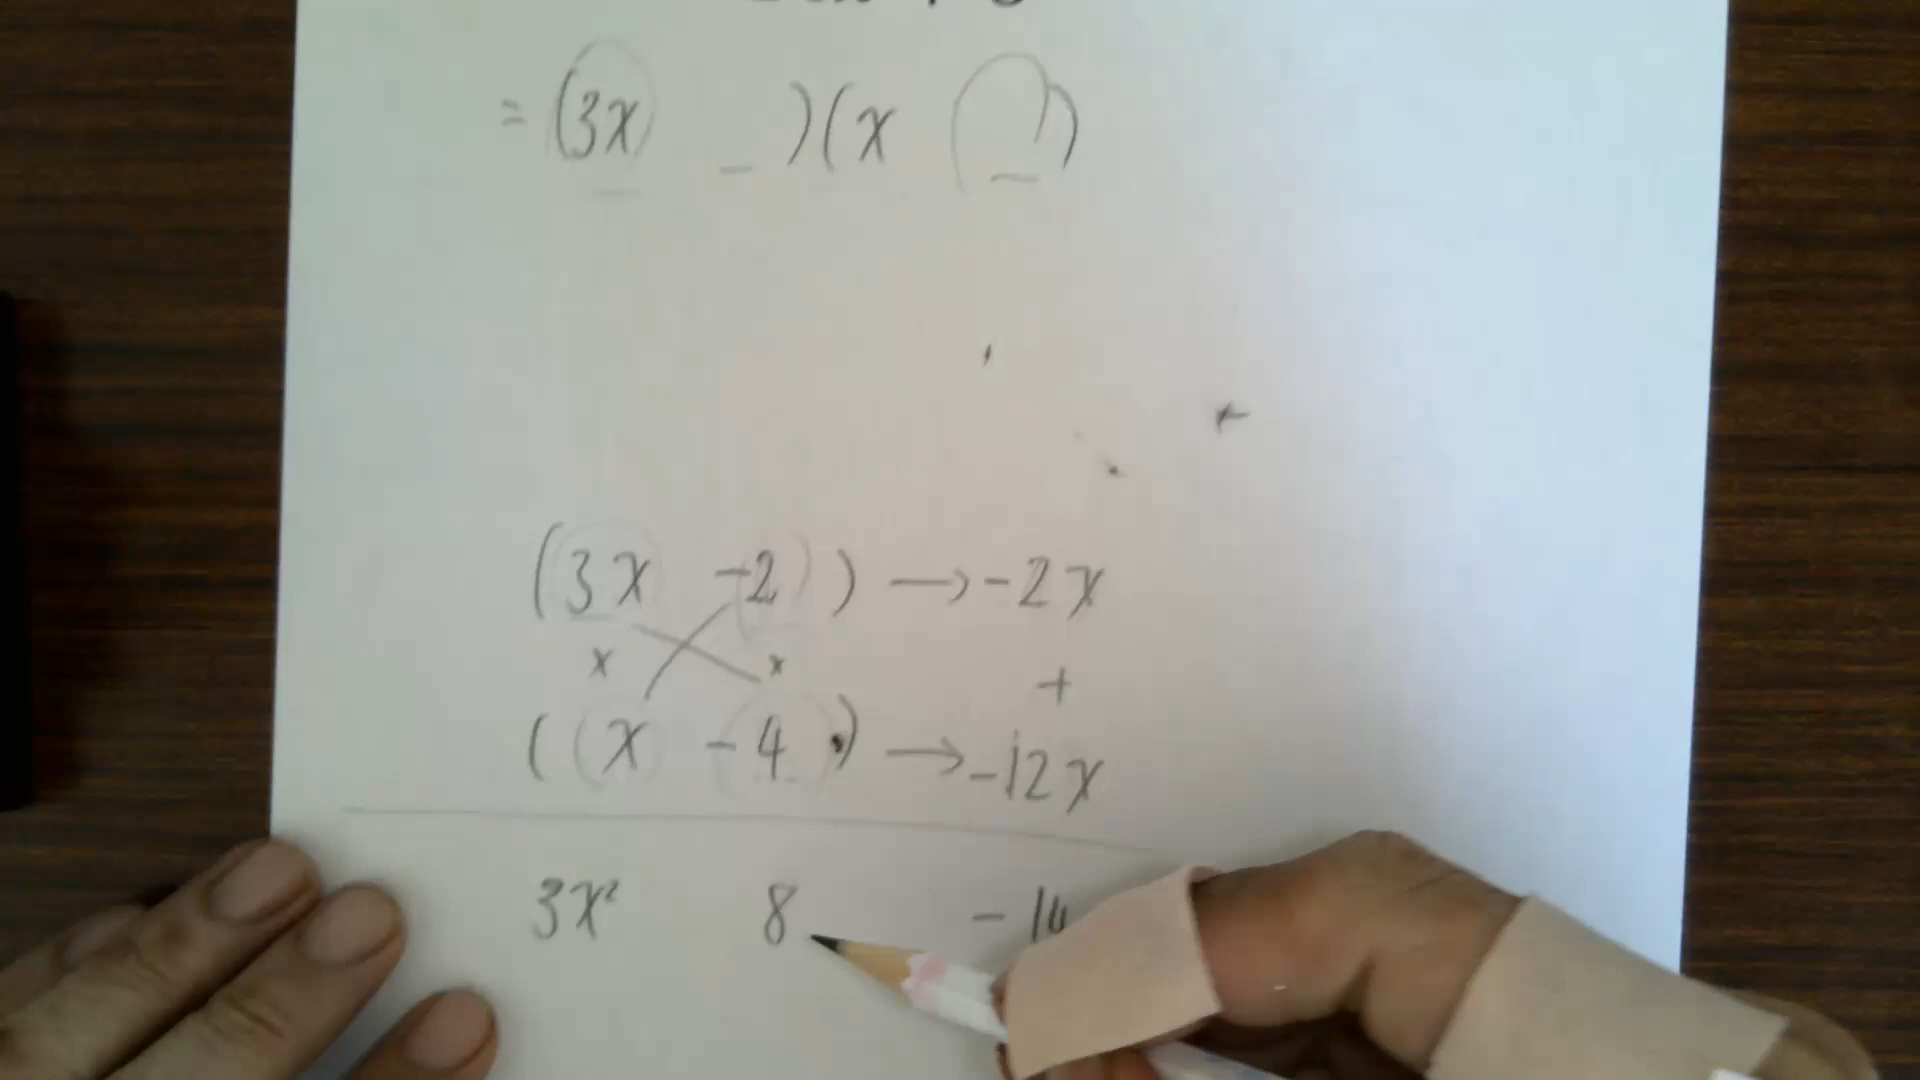 = (3x _ )(x _ )
(3x -2)) → -2x
x x +
( (x -4 ) → -12x
3x² 8 - 14